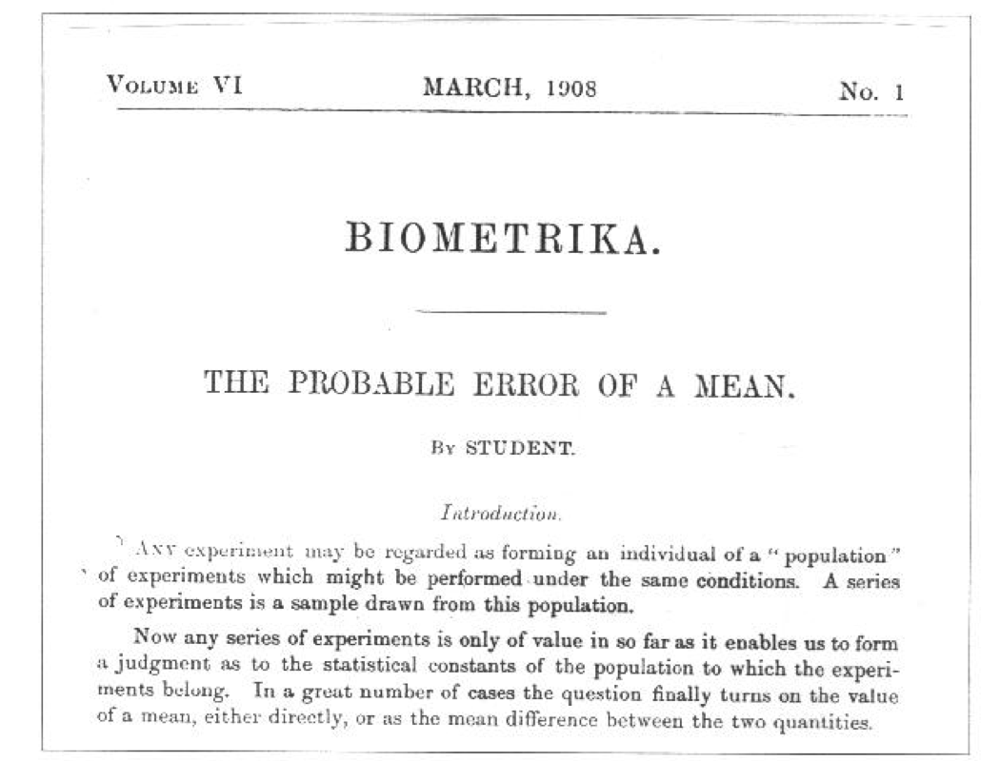 VOLUME VI MARCH, 1908 No. 1
BIOMETRIKA.
THE PROBABLE ERROR OF A MEAN.
BY STUDENT.
Introduction.
ANY experiment may be regarded as forming an individual of a “population”
of experiments which might be performed under the same conditions. A series
of experiments is a sample drawn from this population.
Now any series of experiments is only of value in so far as it enables us to form
a judgment as to the statistical constants of the population to which the experi-
ments belong. In a great number of cases the question finally turns on the value
of a mean, either directly, or as the mean difference between the two quantities.